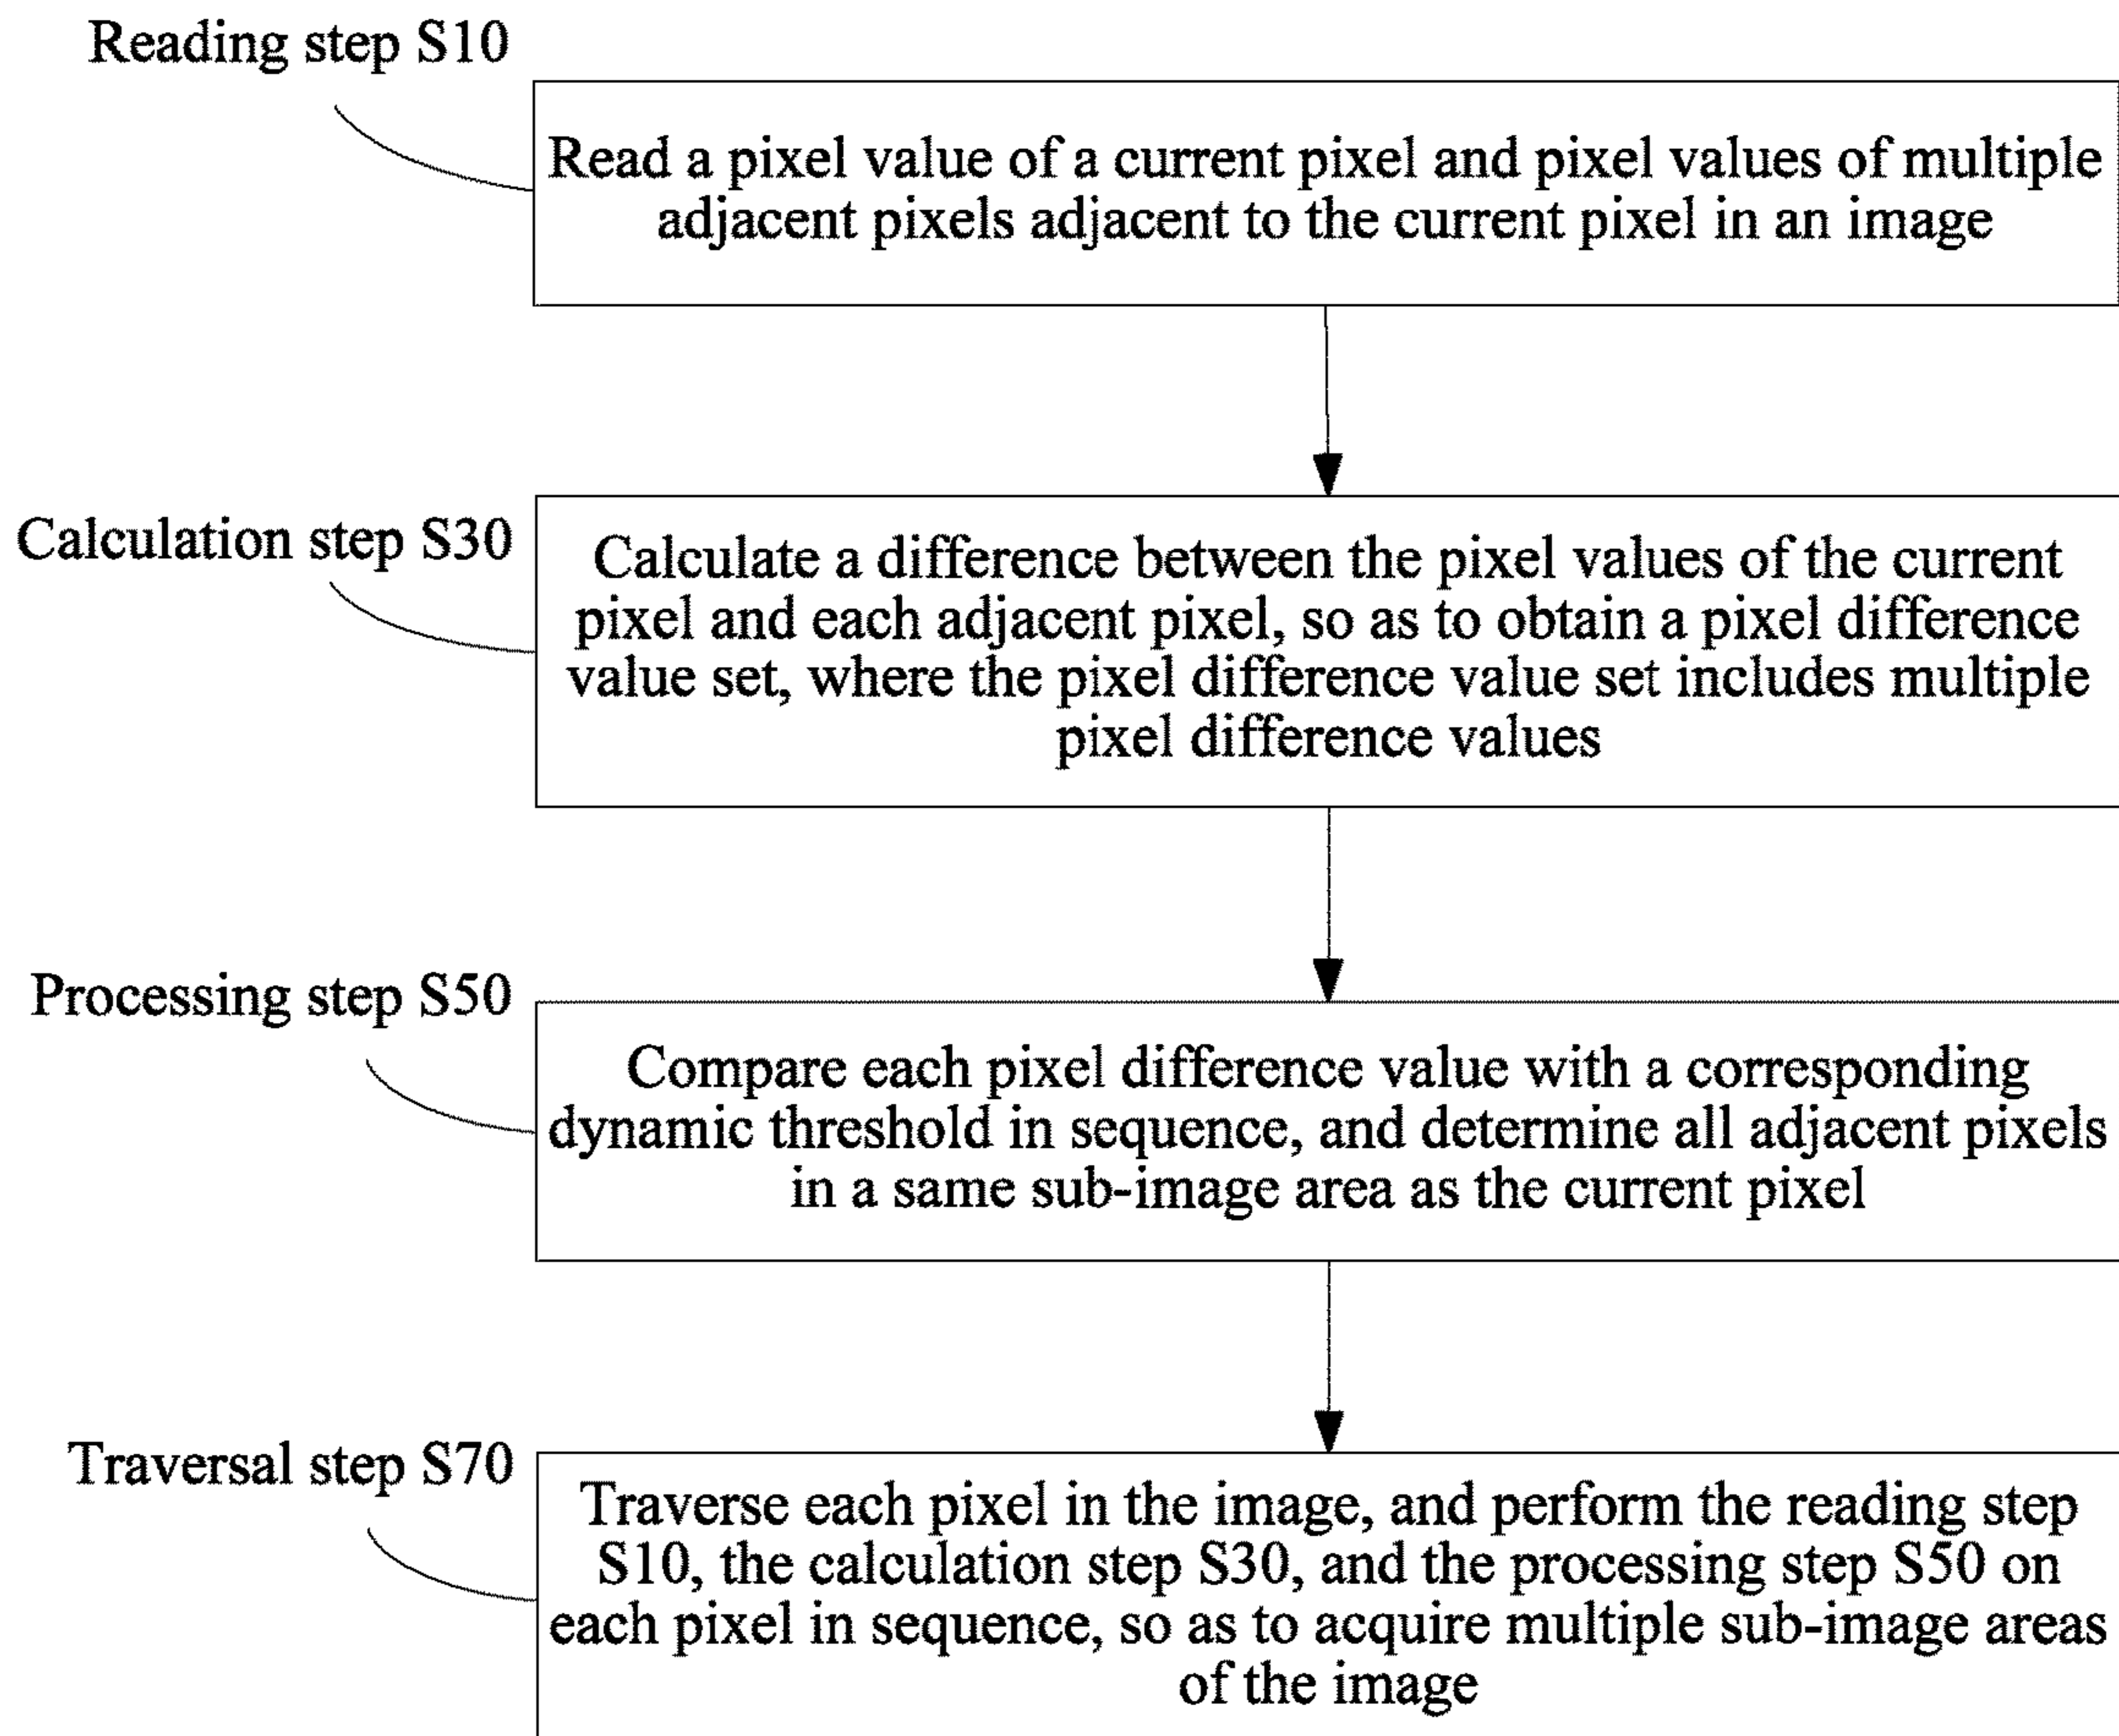 Reading step S10
Read a pixel value of a current pixel and pixel values of multiple
adjacent pixels adjacent to the current pixel in an image
Calculation step S30
Calculate a difference between the pixel values of the current
pixel and each adjacent pixel, so as to obtain a pixel difference
value set, where the pixel difference value set includes multiple
pixel difference values
Processing step S50
Compare each pixel difference value with a corresponding
dynamic threshold in sequence, and determine all adjacent pixels
in a same sub-image area as the current pixel
Traversal step S70
Traverse each pixel in the image, and perform the reading step
S10, the calculation step S30, and the processing step S50 on
each pixel in sequence, so as to acquire multiple sub-image areas
of the image